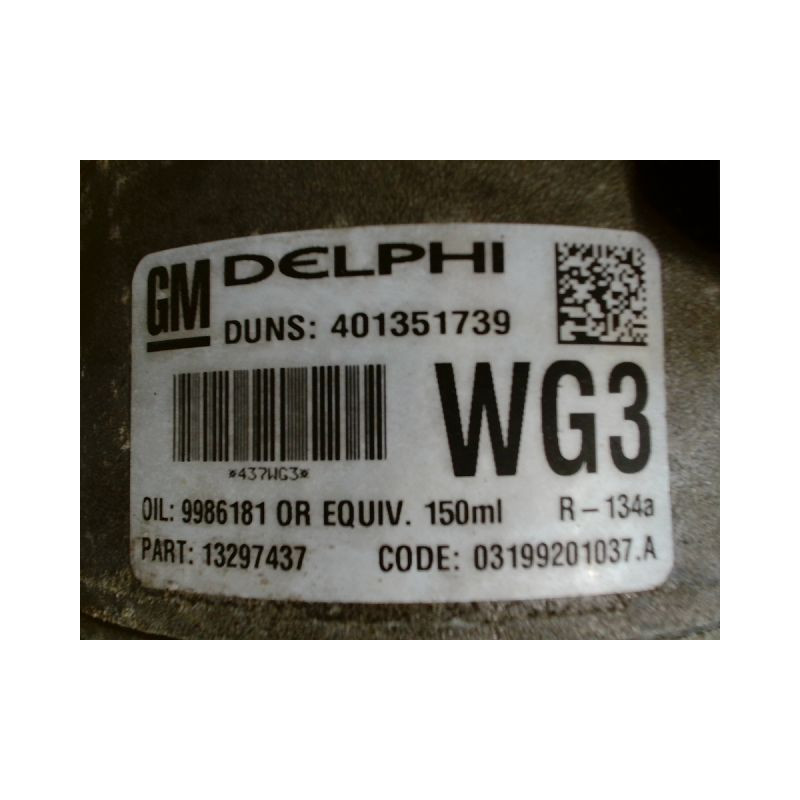 GM DELPHI
DUNS: 401351739
WG3
*437WG3*
OIL: 9986181 OR EQUIV. 150ml R-134a
PART: 13297437 CODE: 03199201037.A